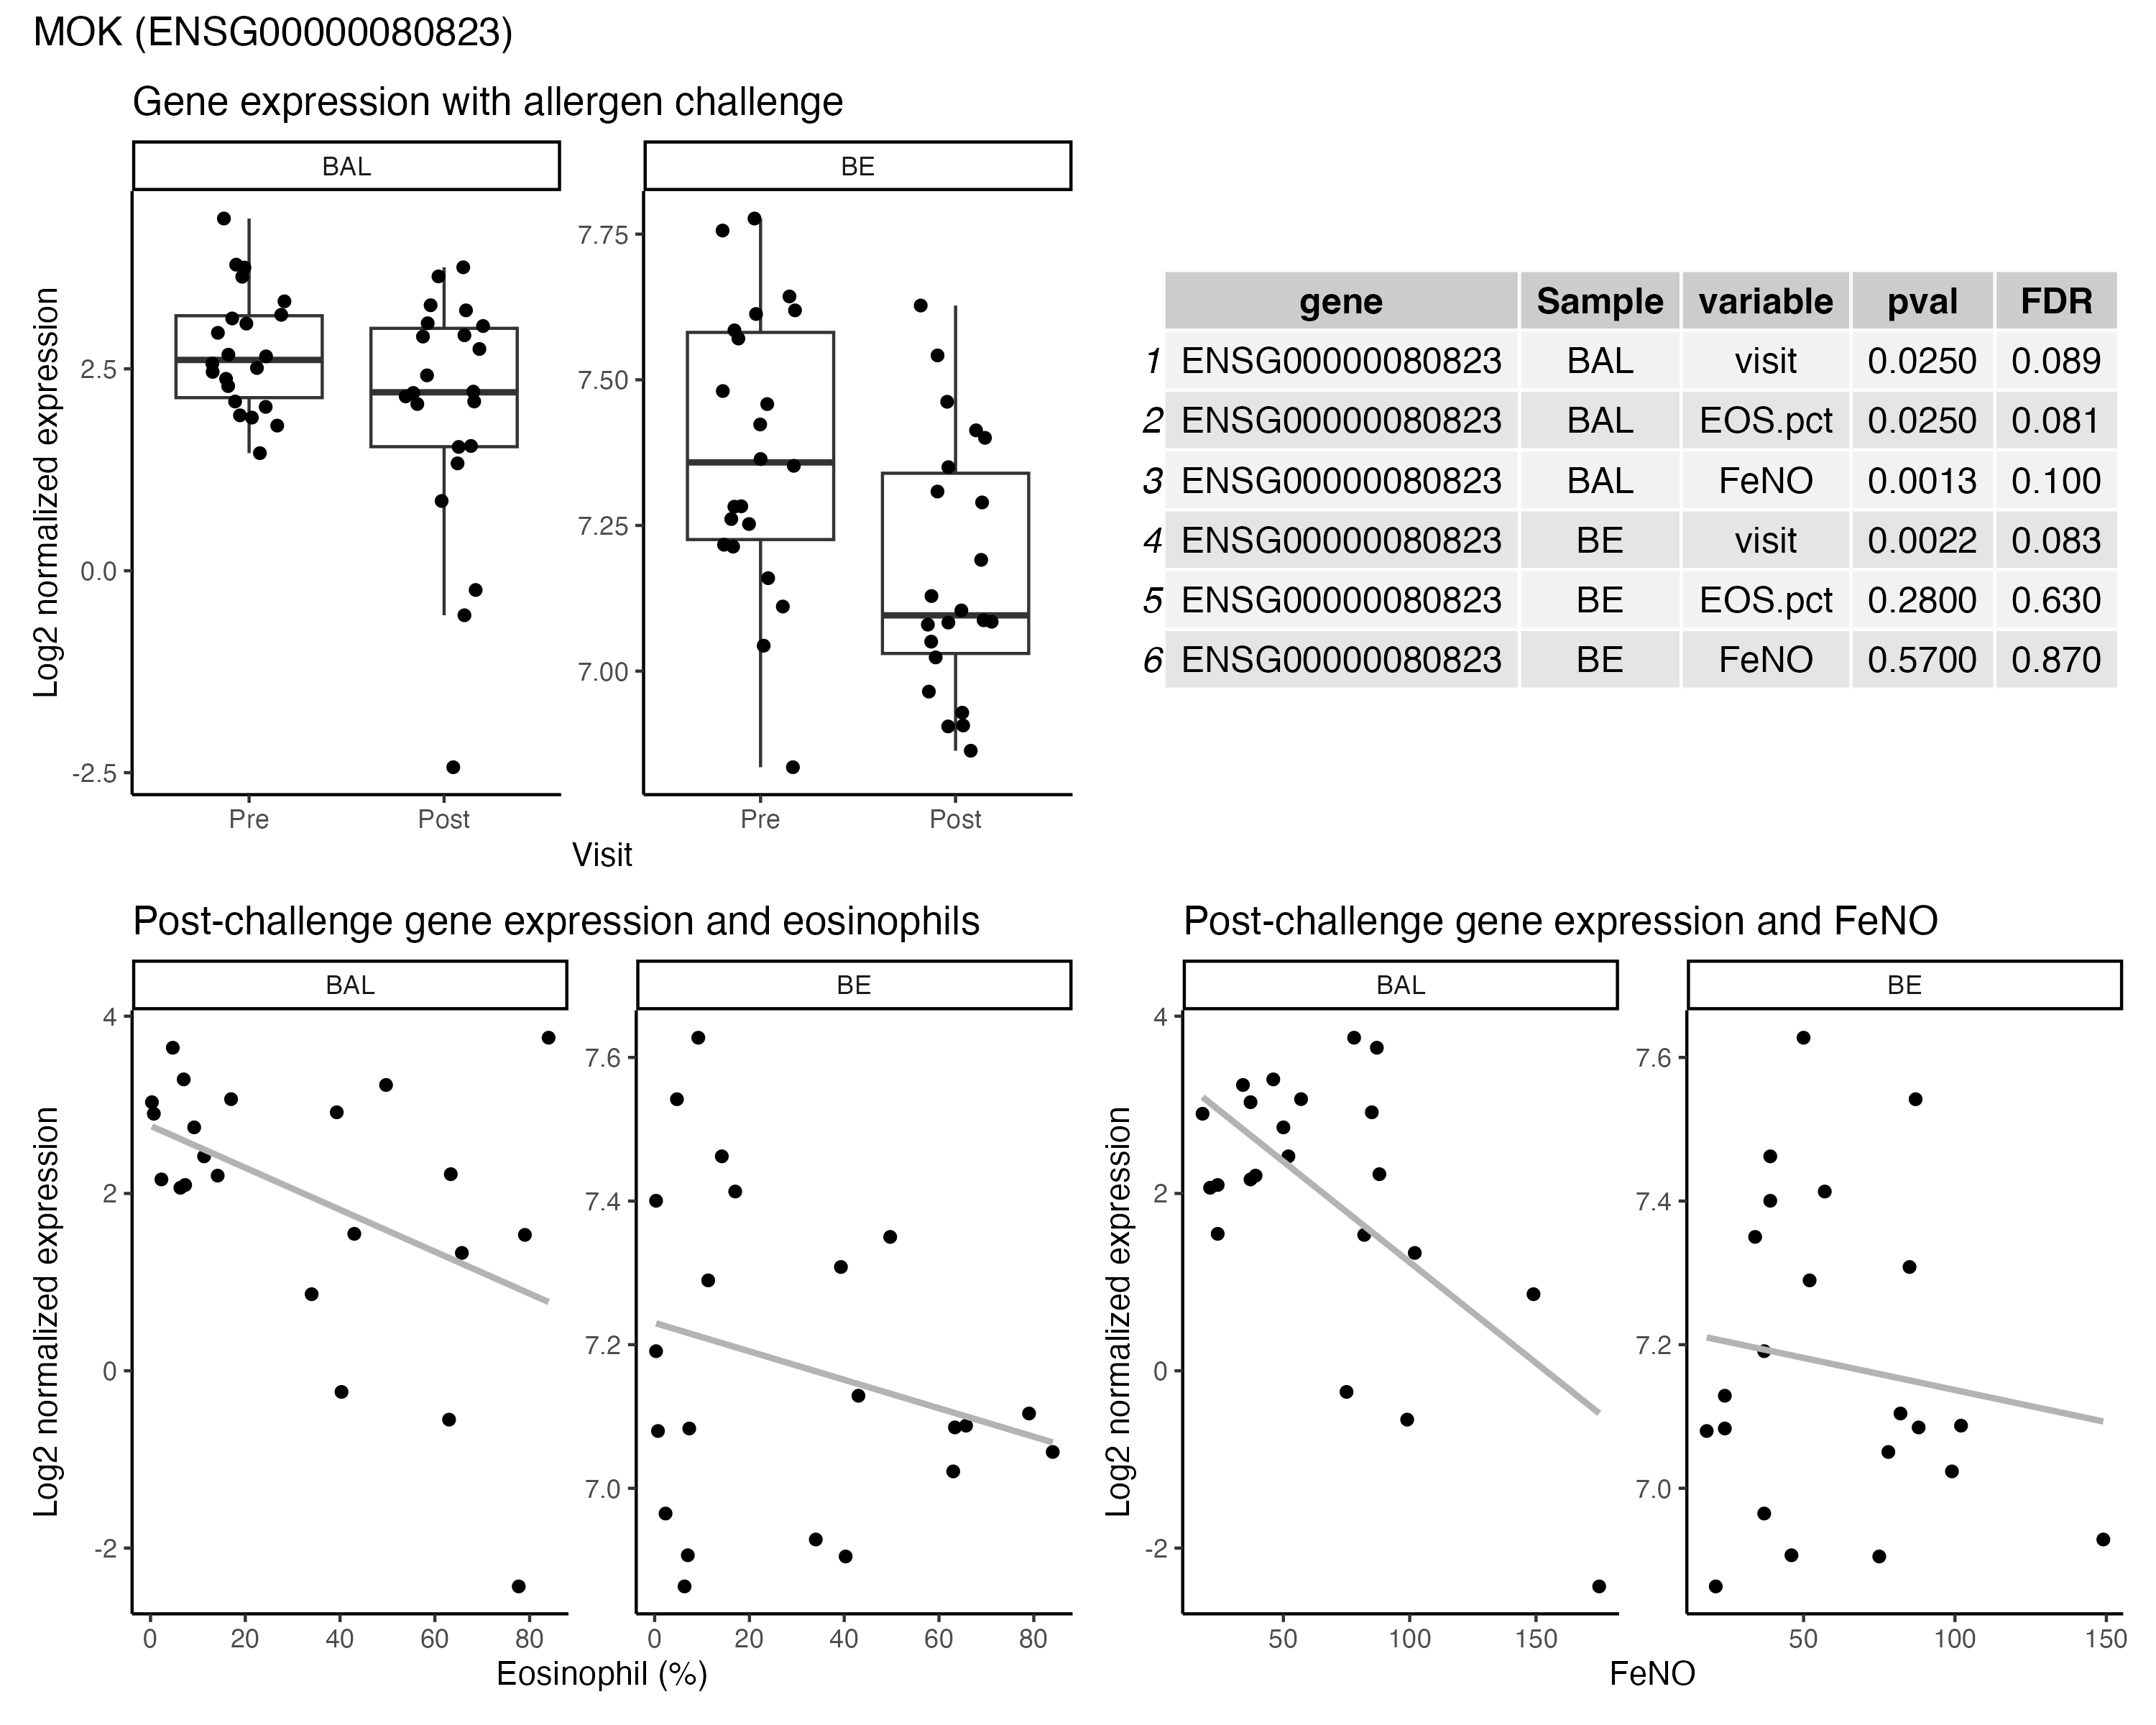 MOK (ENSG00000080823)
Gene expression with allergen challenge
BAL
BE
Log2 normalized expression
2.5
0.0
-2.5
7.75
7.50
7.25
7.00
Pre
Post
Pre
Post
Visit
gene Sample variable pval FDR
1 ENSG00000080823 BAL visit 0.0250 0.089
2 ENSG00000080823 BAL EOS.pct 0.0250 0.081
3 ENSG00000080823 BAL FeNO 0.0013 0.100
4 ENSG00000080823 BE visit 0.0022 0.083
5 ENSG00000080823 BE EOS.pct 0.2800 0.630
6 ENSG00000080823 BE FeNO 0.5700 0.870
Post-challenge gene expression and eosinophils
BAL
BE
Log2 normalized expression
4
2
0
-2
7.6
7.4
7.2
7.0
0 20 40 60 80
0 20 40 60 80
Eosinophil (%)
Post-challenge gene expression and FeNO
BAL
BE
Log2 normalized expression
4
2
0
-2
7.6
7.4
7.2
7.0
50 100 150
50 100 150
FeNO